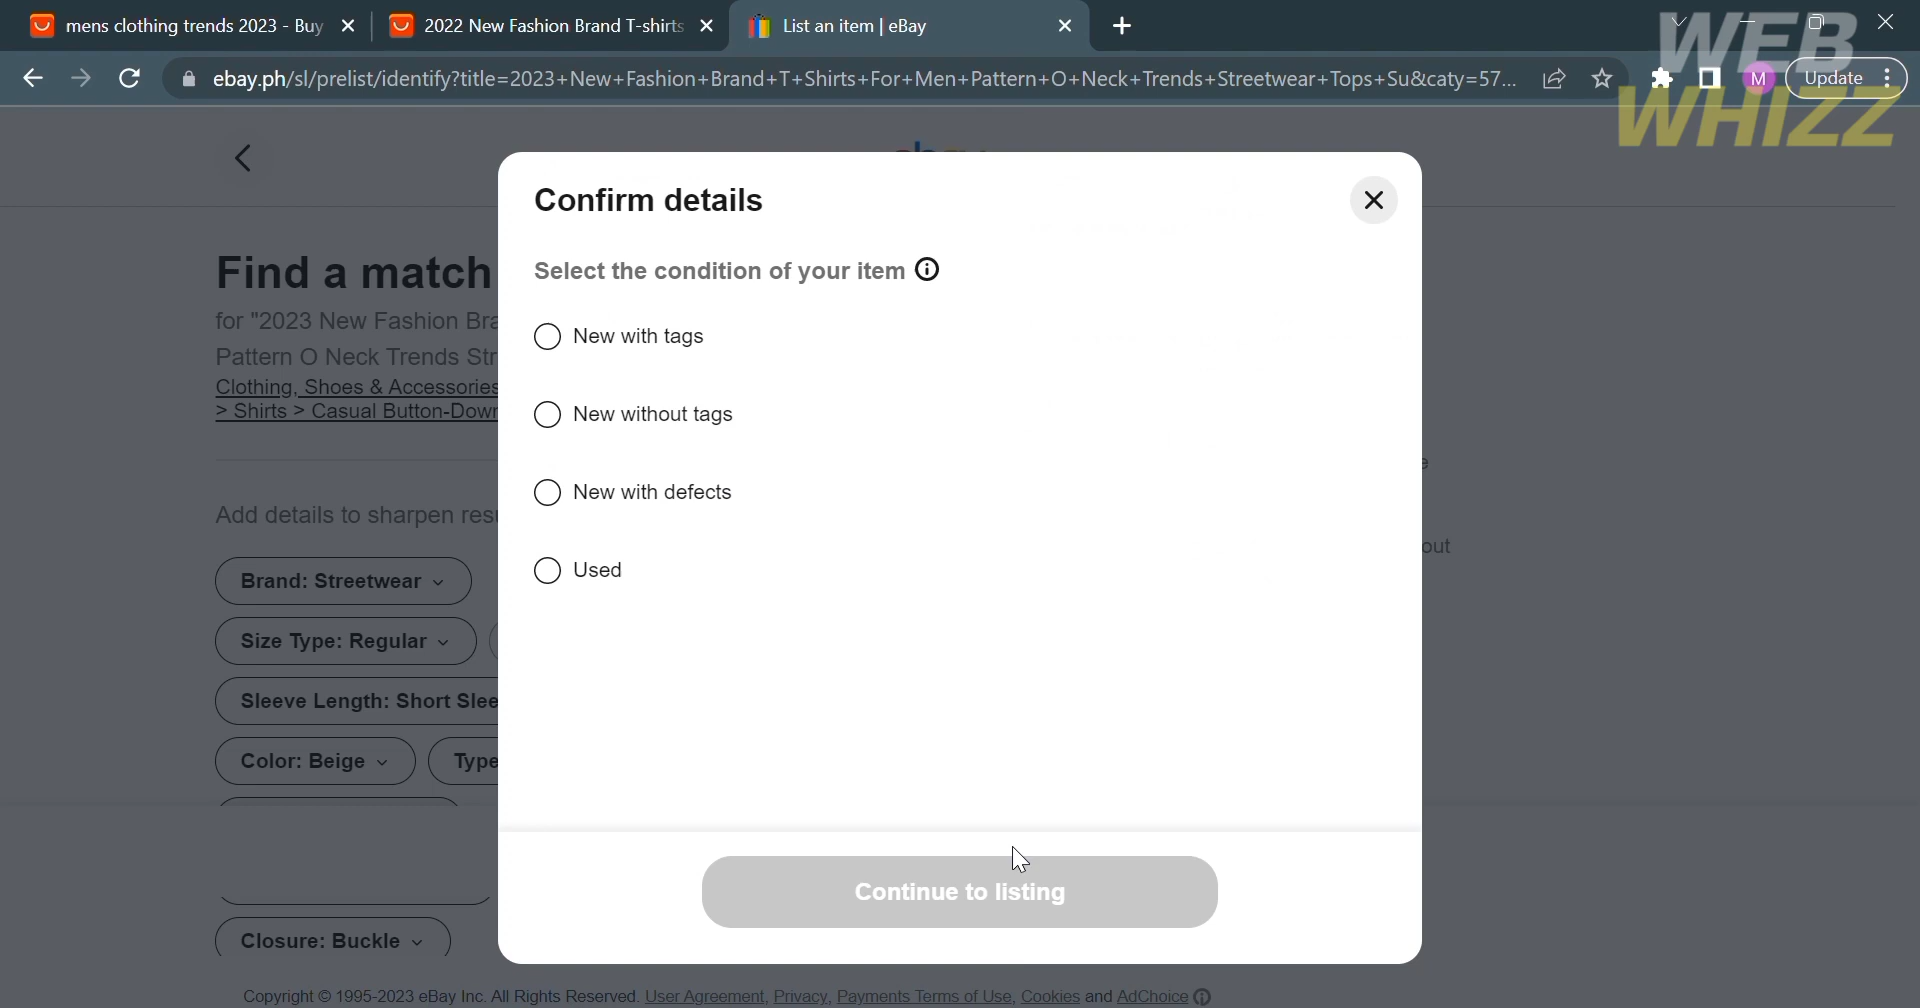 mens clothing trends 2023 - Buy
2022 New Fashion Brand T-shirts
List an item | eBay
ebay.ph/sl/prelist/identify?title=2023+New+Fashion+Brand+T+Shirts+For+Men+Pattern+O+Neck+Trends+Streetwear+Tops+Su&caty=57...
M
Update
WEB
WHIZZ
Confirm details
Select the condition of your item
New with tags
New without tags
New with defects
Used
Continue to listing
Find a match
for "2023 New Fashion Bra
Pattern O Neck Trends Str
Clothing, Shoes & Accessories
> Shirts > Casual Button-Down
Add details to sharpen resu
Brand: Streetwear
Size Type: Regular
Sleeve Length: Short Slee
Color: Beige
Type
Closure: Buckle
e
out
Copyright © 1995-2023 eBay Inc. All Rights Reserved. User Agreement, Privacy, Payments Terms of Use, Cookies and AdChoice